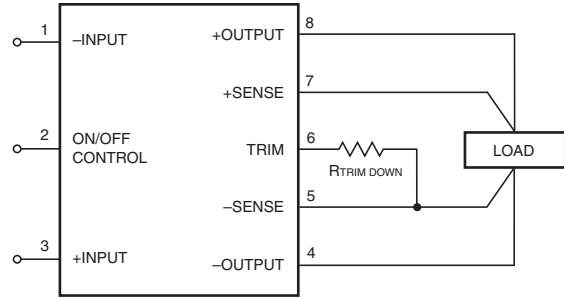 1 –INPUT
2 ON/OFF
CONTROL
3 +INPUT
+OUTPUT 8
+SENSE 7
TRIM 6
RTRIM DOWN
–SENSE 5
–OUTPUT 4
LOAD